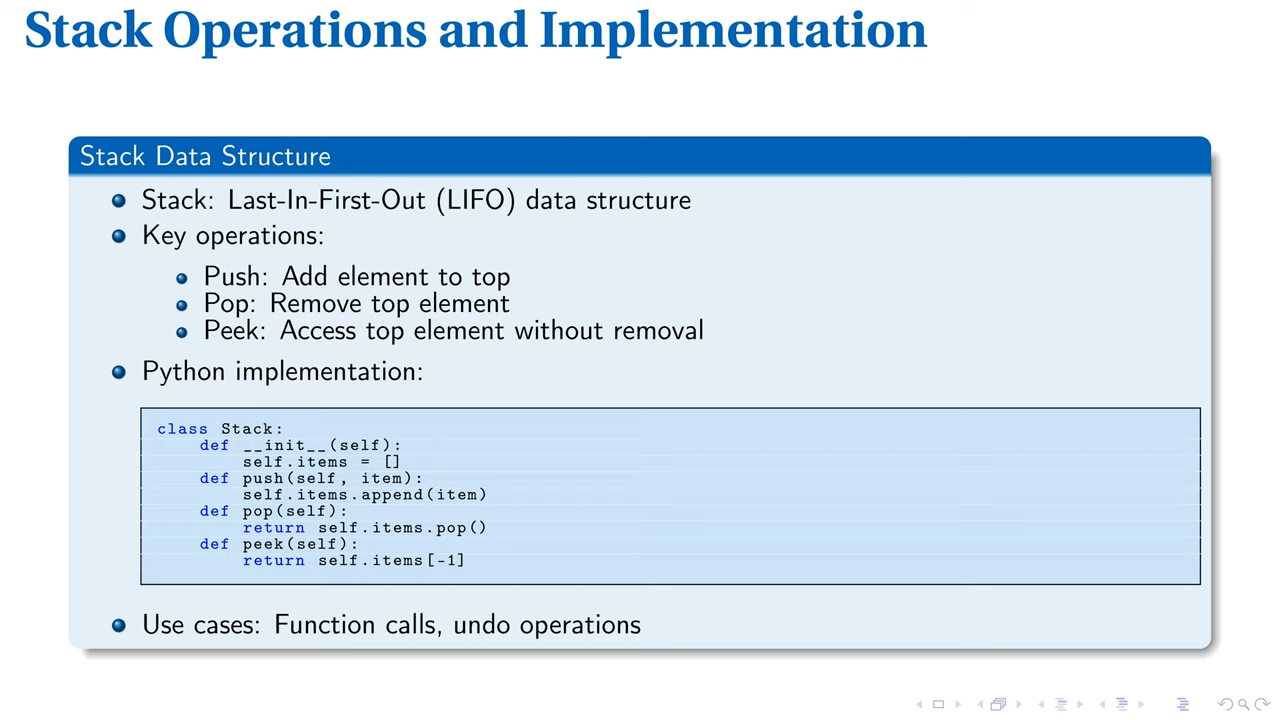 Stack Operations and Implementation
Stack Data Structure
Stack: Last-In-First-Out (LIFO) data structure
Key operations:
Push: Add element to top
Pop: Remove top element
Peek: Access top element without removal
Python implementation:
class Stack:
    def __init__(self):
        self.items = []
    def push(self, item):
        self.items.append(item)
    def pop(self):
        return self.items.pop()
    def peek(self):
        return self.items[-1]
Use cases: Function calls, undo operations